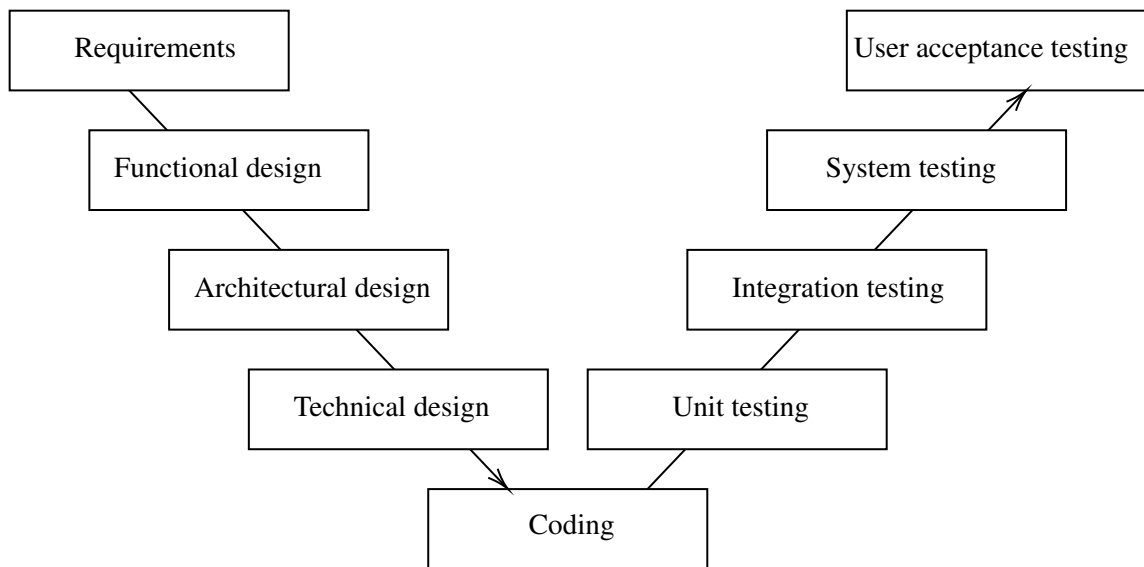 Requirements
User acceptance testing
Functional design
System testing
Architectural design
Integration testing
Technical design
Unit testing
Coding